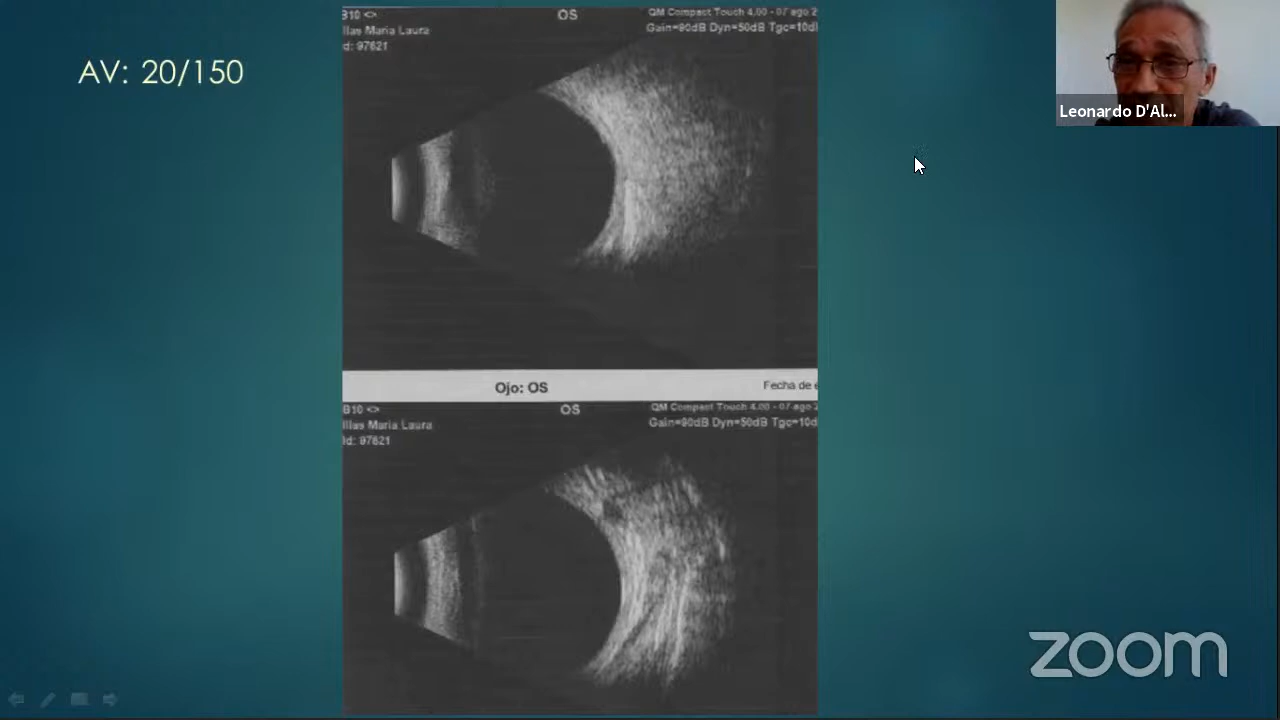 AV: 20/150
B10 <>
OS
QM Compact Touch 4.00 - 07 ago 2
llas Maria Laura
Gain=90dB Dyn=50dB Tgc=10d
d: 97621
Leonardo D'Al...
Ojo: OS
Fecha de e
B10 <>
OS
QM Compact Touch 4.00 - 07 ago 2
illas Maria Laura
Gain=90dB Dyn=50dB Tgc=10d
Id: 97621
zoom